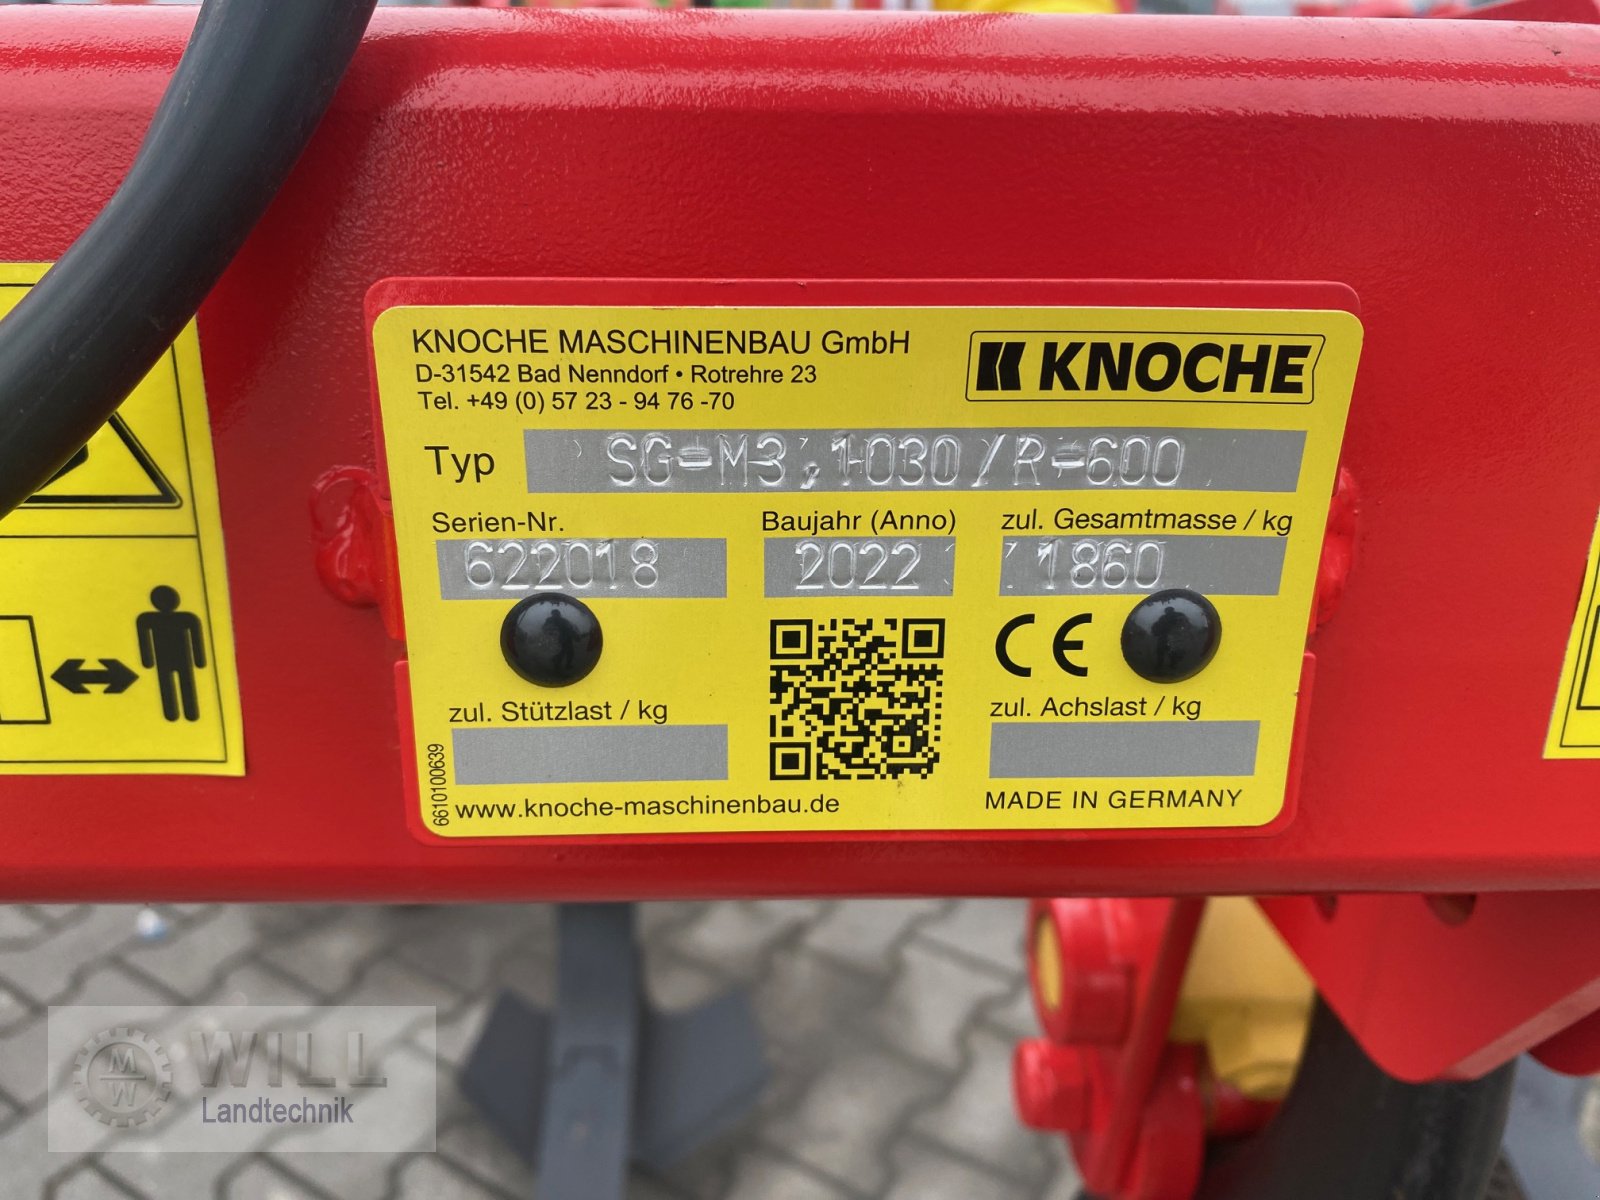 KNOCHE MASCHINENBAU GmbH
D-31542 Bad Nenndorf • Rotrehre 23
Tel. +49 (0) 57 23 - 94 76 -70
KNOCHE
Typ SG-M3,1030/R-600
Serien-Nr. Baujahr (Anno) zul. Gesamtmasse / kg
622018 2022 1860
CE
zul. Stützlast / kg zul. Achslast / kg
6610100639
www.knoche-maschinenbau.de MADE IN GERMANY
MW WILL
Landtechnik